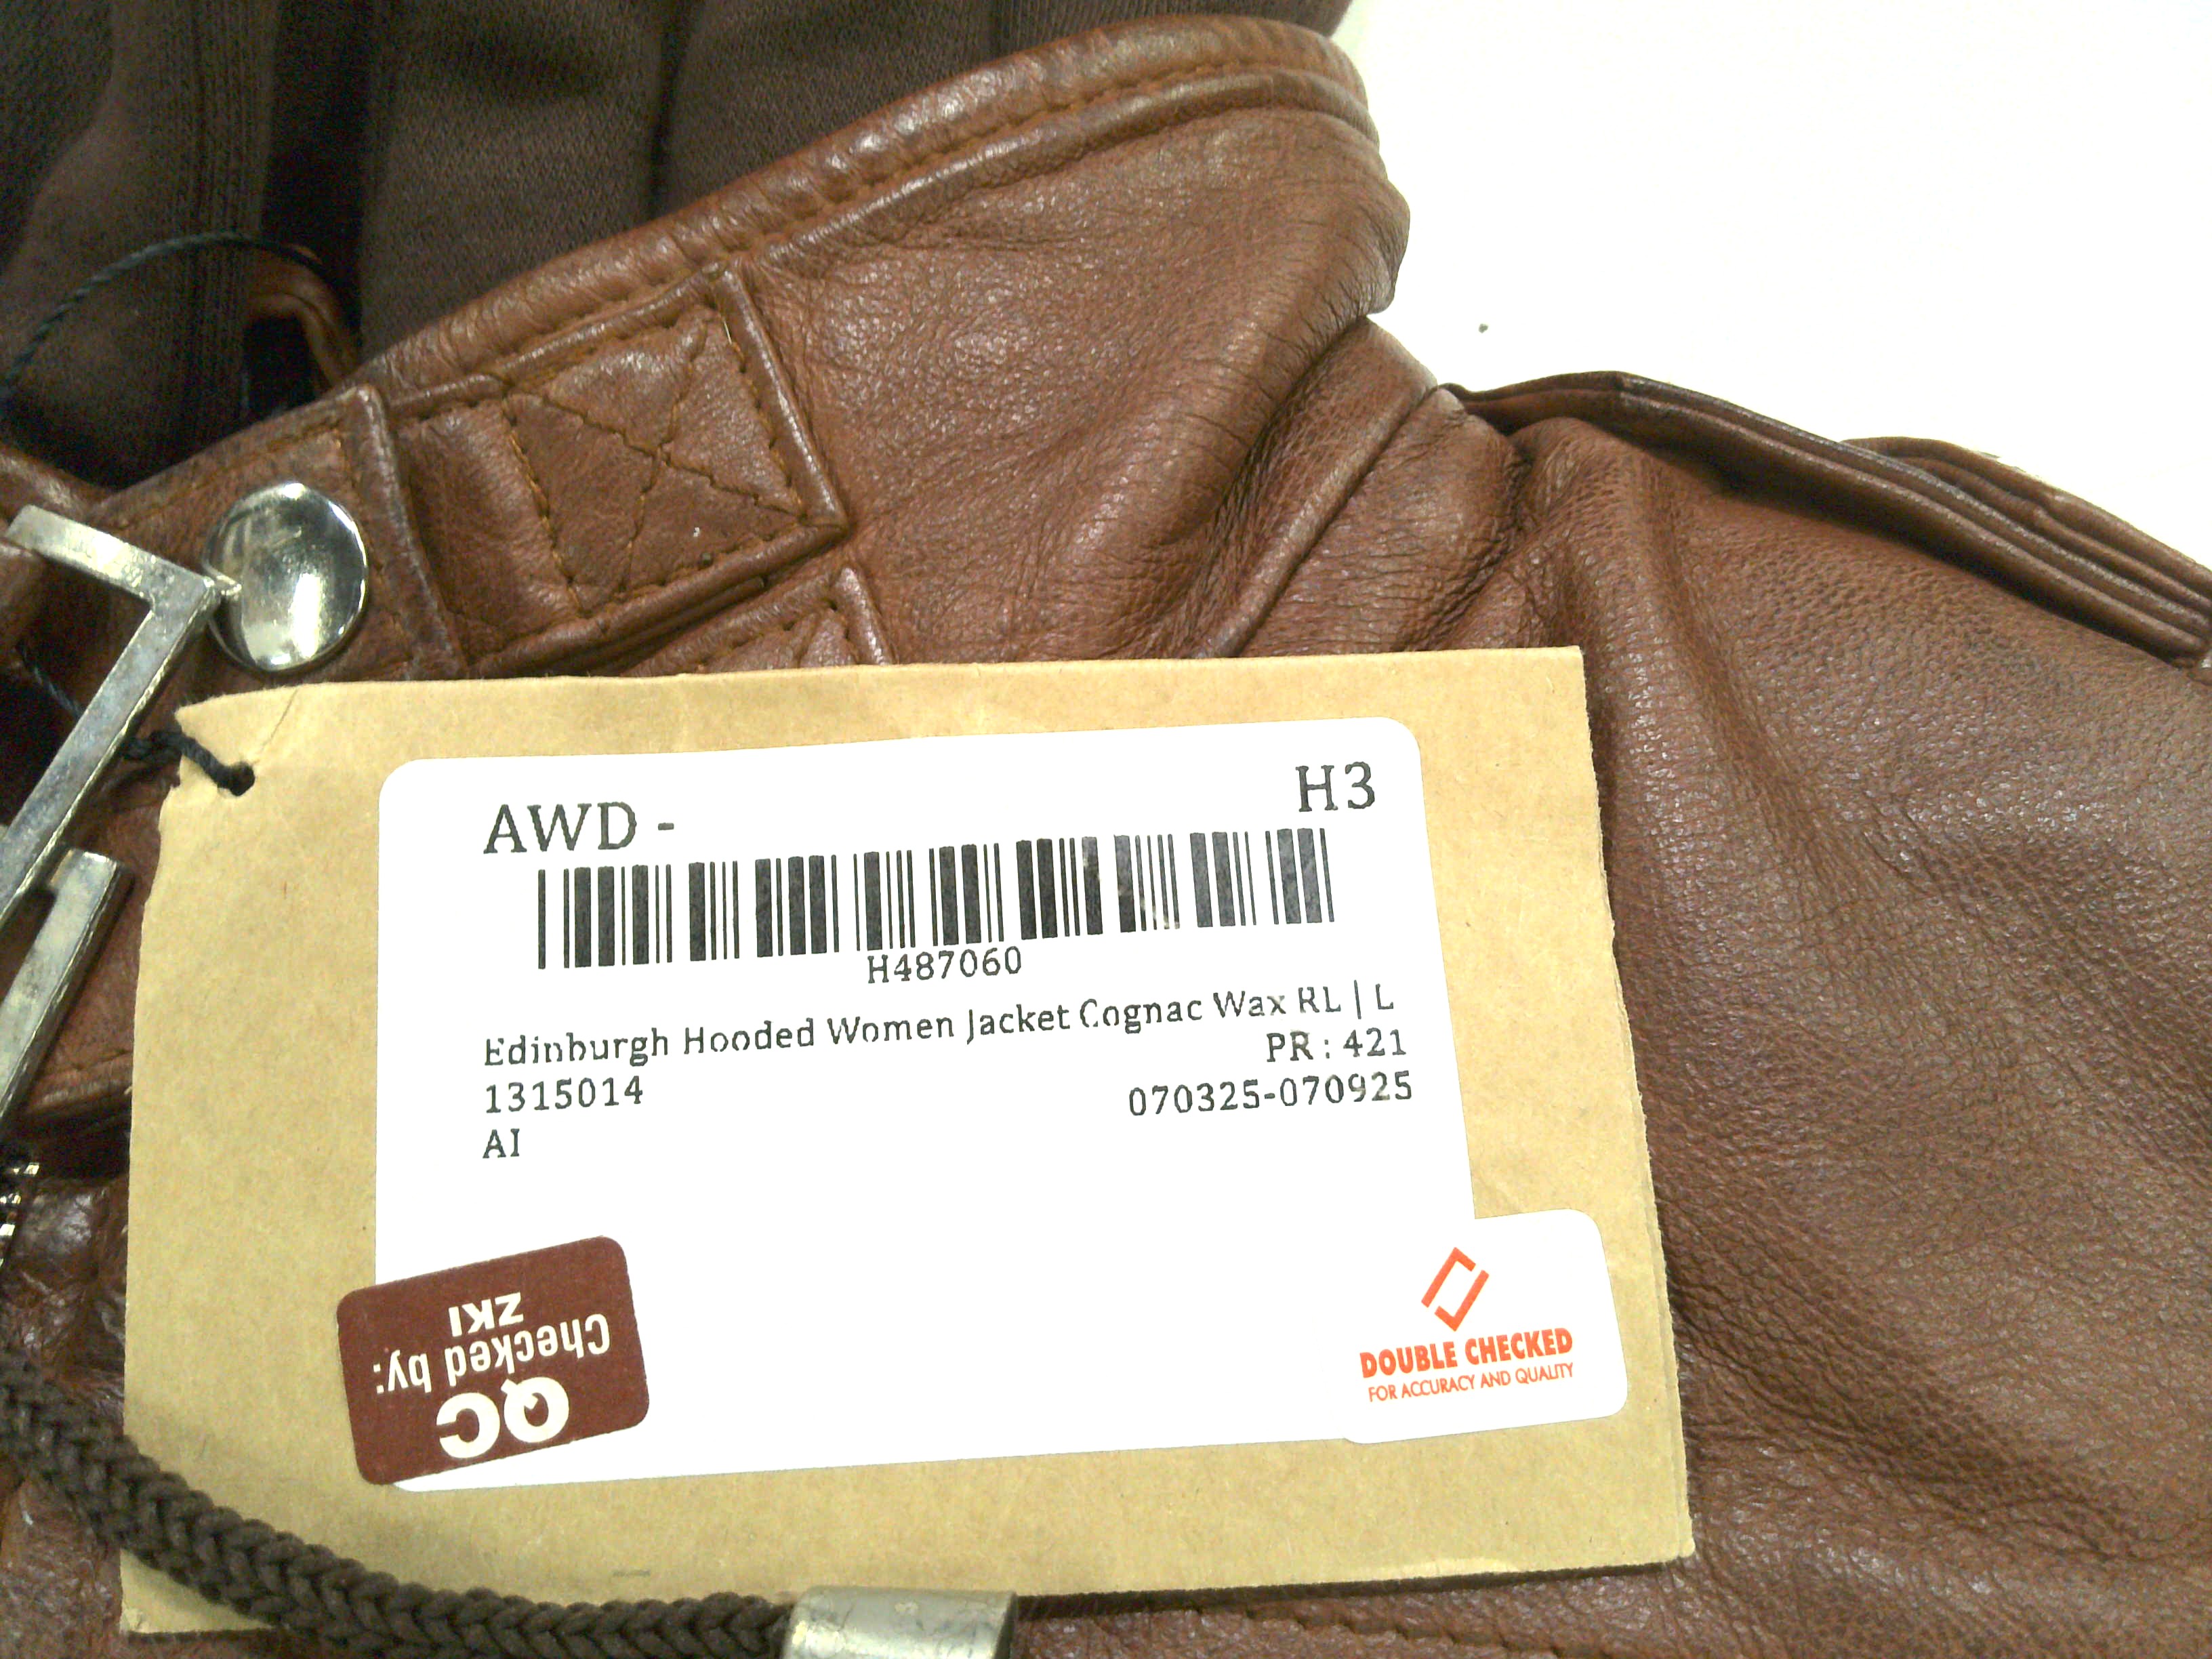 AWD - H3
H487060
Edinburgh Hooded Women Jacket Cognac Wax RL | L
PR : 421
1315014 070325-070925
AI
QC
Checked by:
ZKI
DOUBLE CHECKED
FOR ACCURACY AND QUALITY